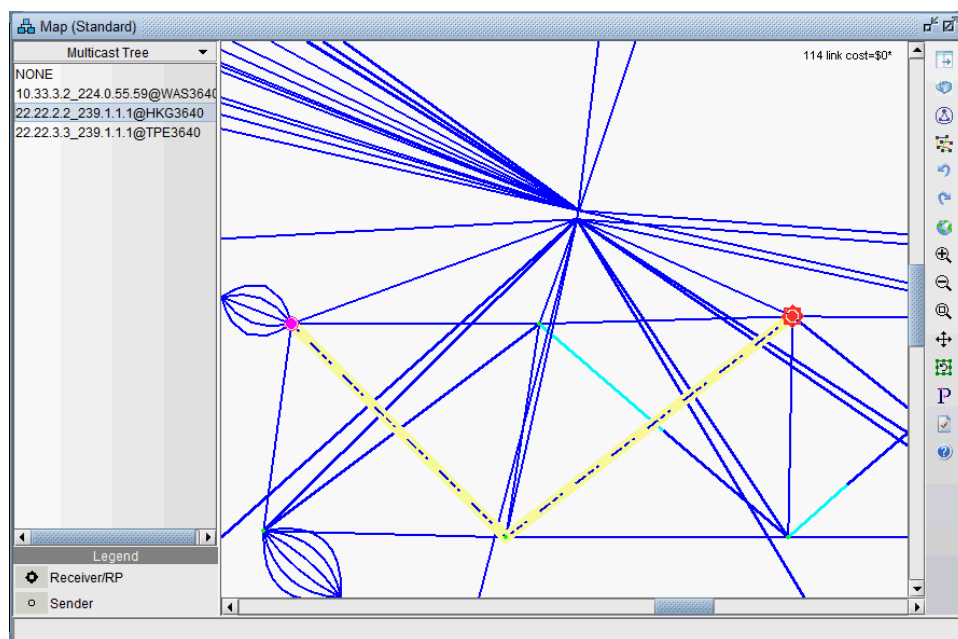 Map (Standard)
Multicast Tree
114 link cost=$0*
NONE
10.33.3.2_224.0.55.59@WAS3640
22.22.2.2_239.1.1.1@HKG3640
22.22.3.3_239.1.1.1@TPE3640
P
Legend
Receiver/RP
Sender